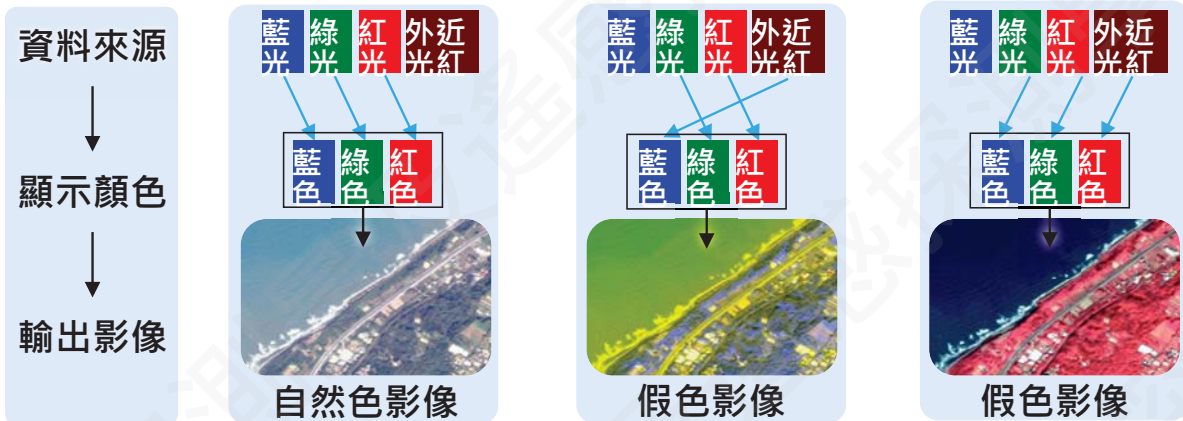 資料來源
顯示顏色
輸出影像
藍光
綠光
紅光
近紅外光
藍色
綠色
紅色
自然色影像
藍光
綠光
紅光
近紅外光
藍色
綠色
紅色
假色影像
藍光
綠光
紅光
近紅外光
藍色
綠色
紅色
假色影像